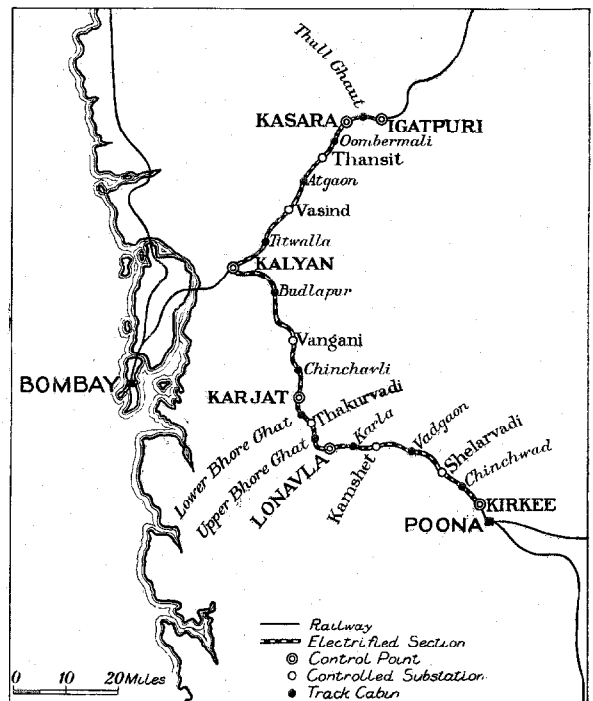 Thull Ghaut
KASARA
IGATPURI
Oombermali
Thansit
Atgaon
Vasind
Titwalla
KALYAN
Budlapur
Vangani
Chinchavli
BOMBAY
KARJAT
Thakurvadi
Lower Bhore Ghat
Upper Bhore Ghat
LONAVLA
Karla
Kamshet
Vadgaon
Shelarvadi
Chinchwad
KIRKEE
POONA
Railway
Electrified Section
Control Point
Controlled Substation
Track Cabin
0 10 20 MILES